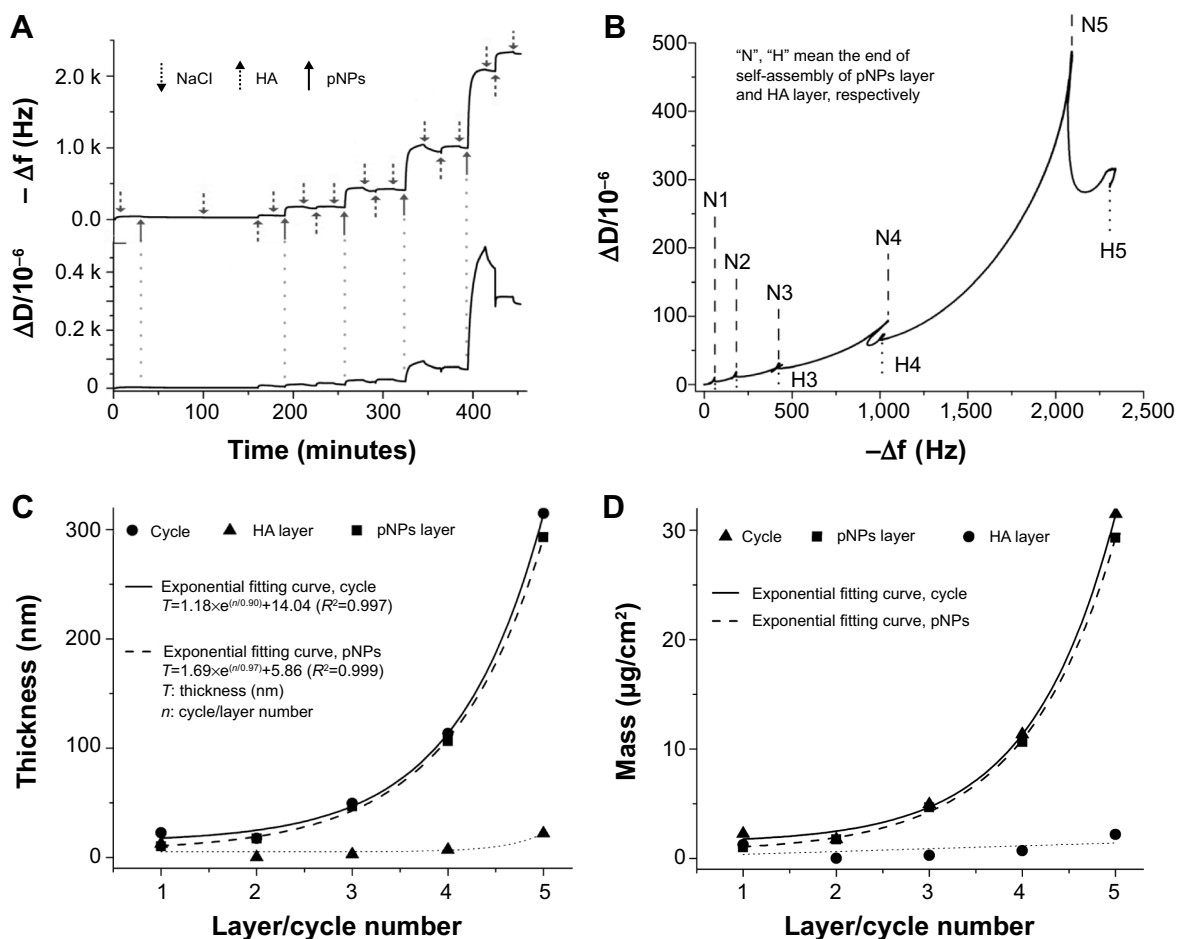 A
NaCl HA pNPs
2.0 k
1.0 k
0.0
– Δf (Hz)
0.4 k
0.2 k
0
ΔD/10⁻⁶
0 100 200 300 400
Time (minutes)
B
"N", "H" mean the end of
self-assembly of pNPs layer
and HA layer, respectively
N1
N2
N3
N4
N5
H3
H4
H5
500
400
300
200
100
0
ΔD/10⁻⁶
0 500 1,000 1,500 2,000 2,500
–Δf (Hz)
C
Cycle HA layer pNPs layer
Exponential fitting curve, cycle
T=1.18×e^(n/0.90)+14.04 (R²=0.997)
Exponential fitting curve, pNPs
T=1.69×e^(n/0.97)+5.86 (R²=0.999)
T: thickness (nm)
n: cycle/layer number
300
200
100
0
Thickness (nm)
1 2 3 4 5
Layer/cycle number
D
Cycle pNPs layer HA layer
Exponential fitting curve, cycle
Exponential fitting curve, pNPs
30
20
10
0
Mass (µg/cm²)
1 2 3 4 5
Layer/cycle number